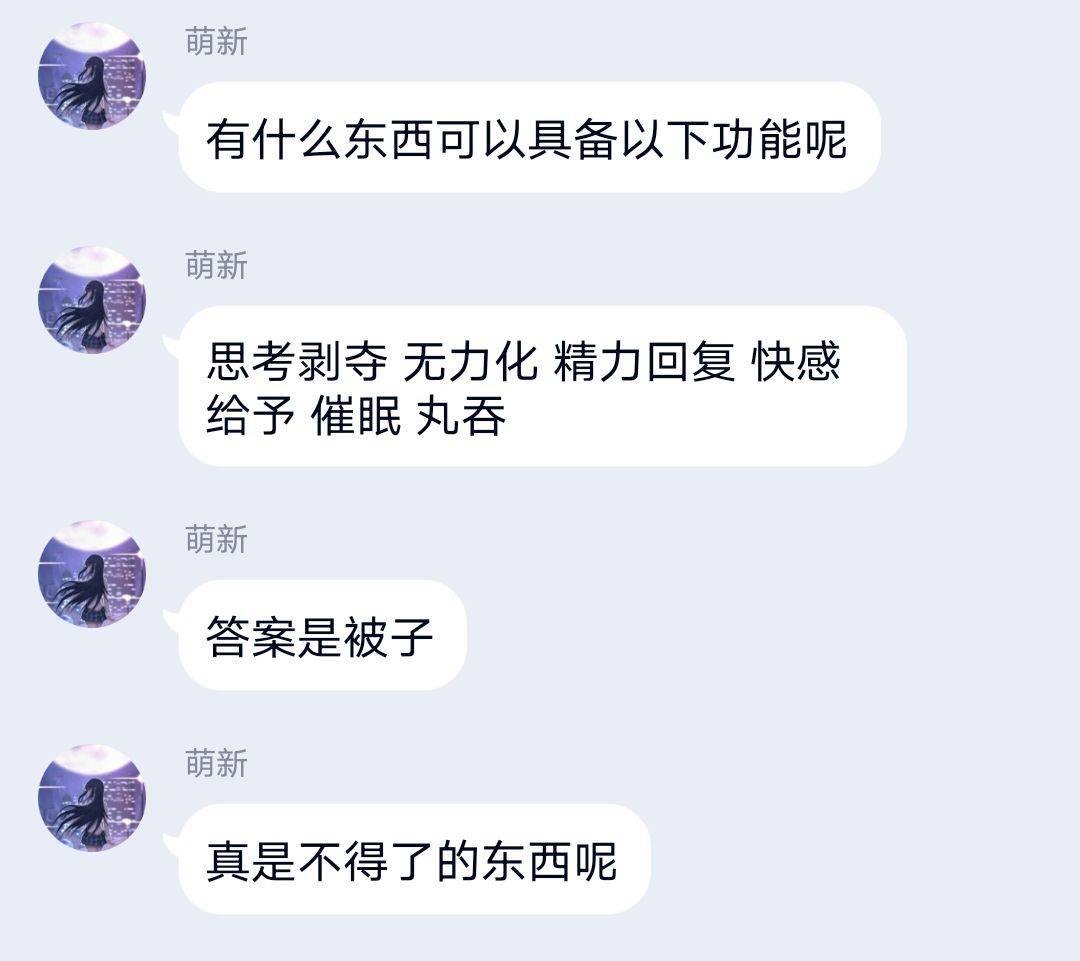 萌新
有什么东西可以具备以下功能呢
萌新
思考剥夺 无力化 精力回复 快感
给予 催眠 丸吞
萌新
答案是被子
萌新
真是不得了的东西呢